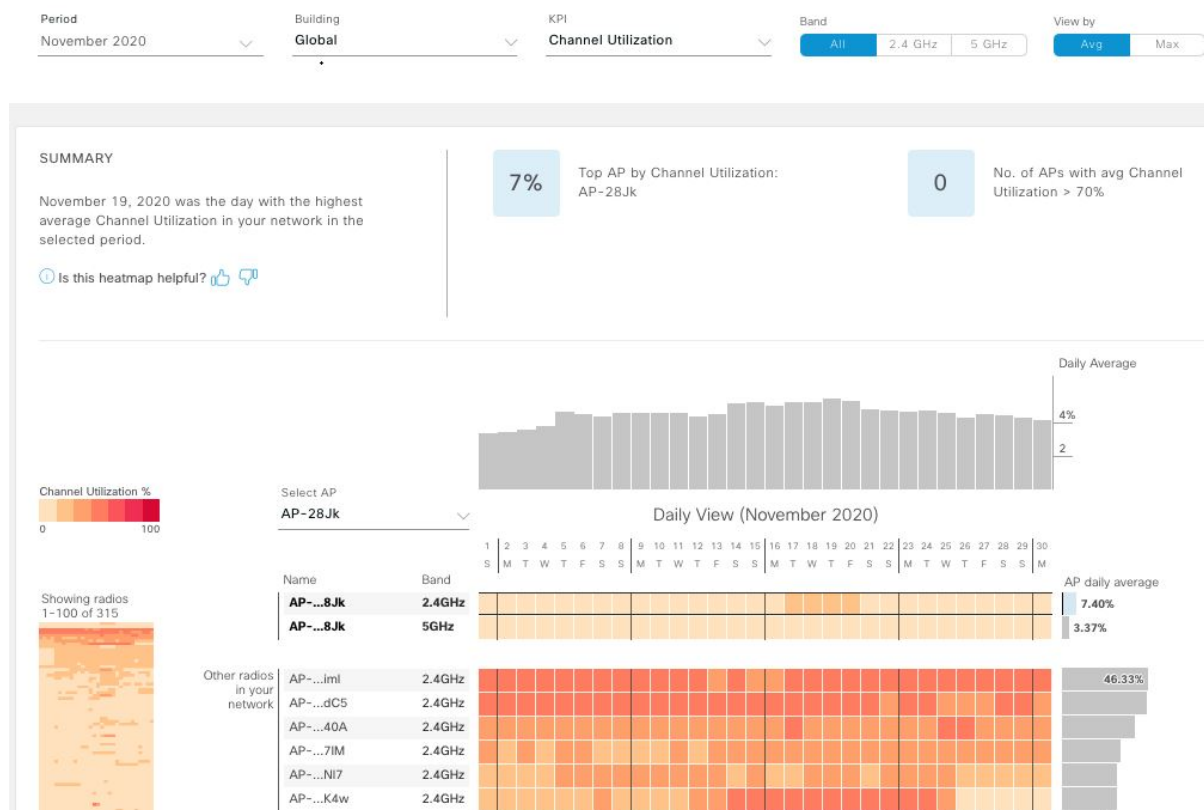 Period
November 2020
Building
Global
KPI
Channel Utilization
Band
All 2.4 GHz 5 GHz
View by
Avg Max
SUMMARY
November 19, 2020 was the day with the highest
average Channel Utilization in your network in the
selected period.
Is this heatmap helpful?
7%
Top AP by Channel Utilization:
AP-28Jk
0
No. of APs with avg Channel
Utilization > 70%
Daily Average
4%
2
Channel Utilization %
0 100
Select AP
AP-28Jk
Daily View (November 2020)
1 2 3 4 5 6 7 8 9 10 11 12 13 14 15 16 17 18 19 20 21 22 23 24 25 26 27 28 29 30
S M T W T F S S M T W T F S S M T W T F S S M T W T F S S M
Name Band
AP daily average
AP-...8Jk 2.4GHz 7.40%
AP-...8Jk 5GHz 3.37%
Showing radios
1-100 of 315
Other radios
in your
network
AP-...iml 2.4GHz 46.33%
AP-...dC5 2.4GHz
AP-...40A 2.4GHz
AP-...7IM 2.4GHz
AP-...NI7 2.4GHz
AP-...K4w 2.4GHz